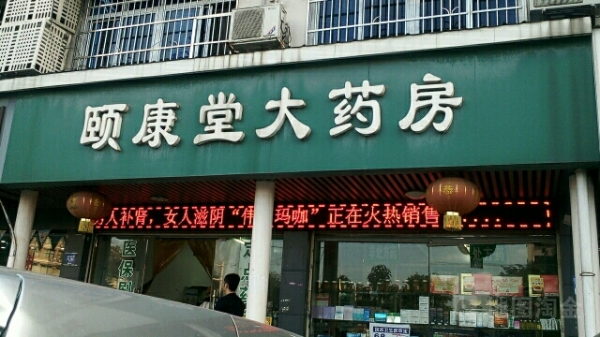 颐康堂大药房
人补肾，女人滋阴“伟 玛咖”正在火热销售
医保刷